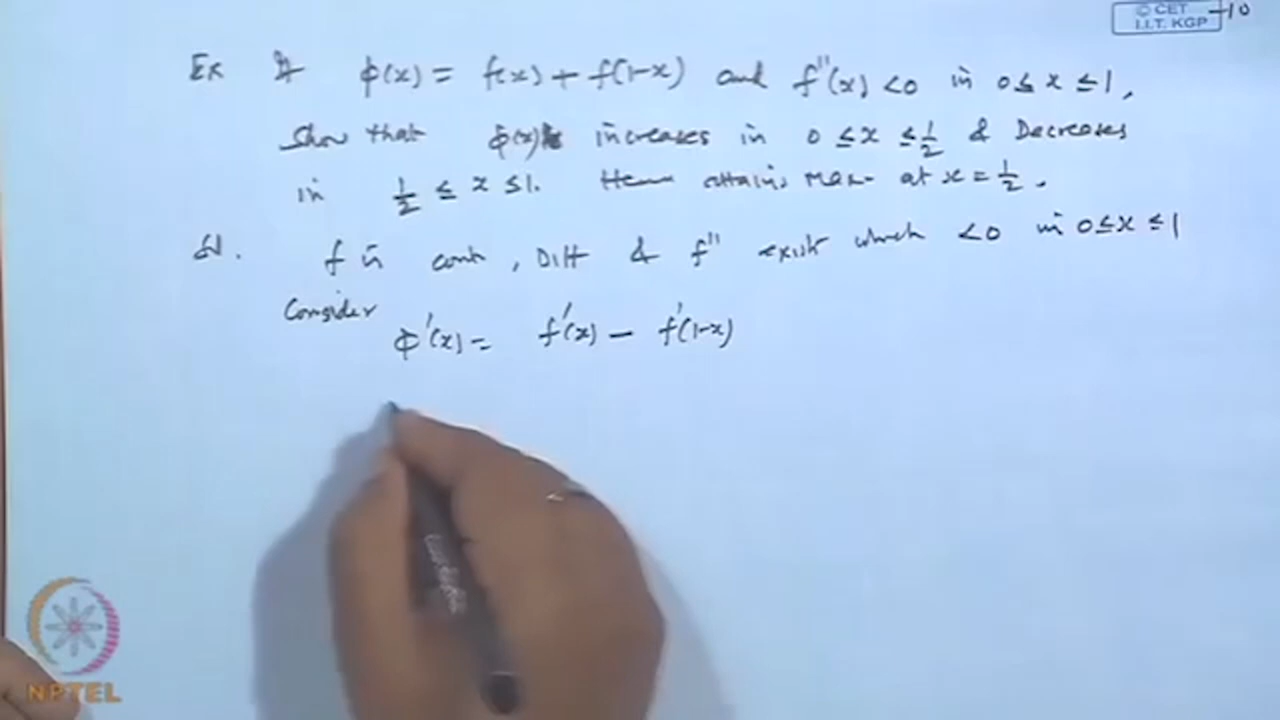 © CET
I.I.T. KGP
-10
Ex If φ(x) = f(x) + f(1-x) and f''(x) <0 in 0≤ x ≤1,
Show that φ(x) increases in 0 ≤x ≤1/2 & Decreases
in 1/2 ≤ x ≤1. Hence attains Max at x = 1/2.
Sol. f is cont, Diff & f'' exist which <0 in 0≤x ≤1
Consider
φ'(x) = f'(x) - f'(1-x)
NPTEL